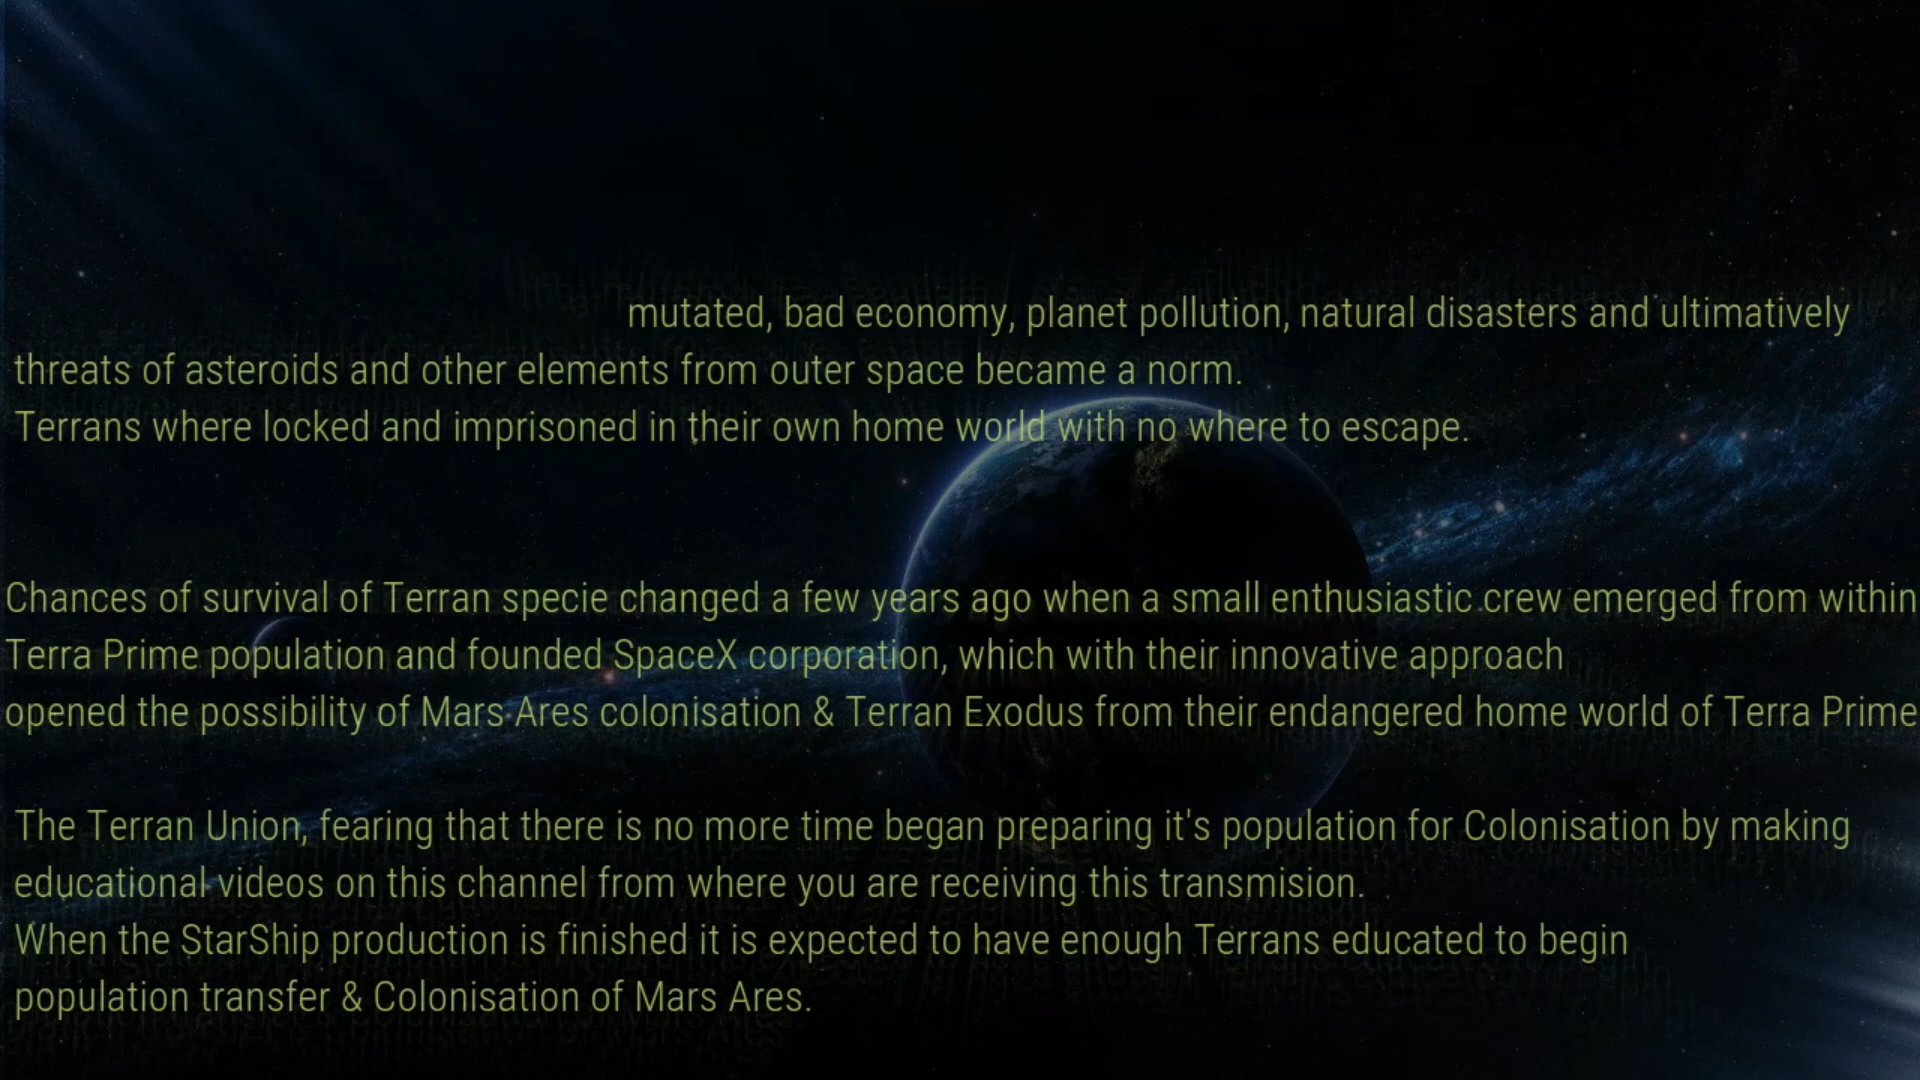 mutated, bad economy, planet pollution, natural disasters and ultimatively
threats of asteroids and other elements from outer space became a norm.
Terrans where locked and imprisoned in their own home world with no where to escape.
Chances of survival of Terran specie changed a few years ago when a small enthusiastic crew emerged from within
Terra Prime population and founded SpaceX corporation, which with their innovative approach
opened the possibility of Mars Ares colonisation & Terran Exodus from their endangered home world of Terra Prime
The Terran Union, fearing that there is no more time began preparing it's population for Colonisation by making
educational videos on this channel from where you are receiving this transmision.
When the StarShip production is finished it is expected to have enough Terrans educated to begin
population transfer & Colonisation of Mars Ares.